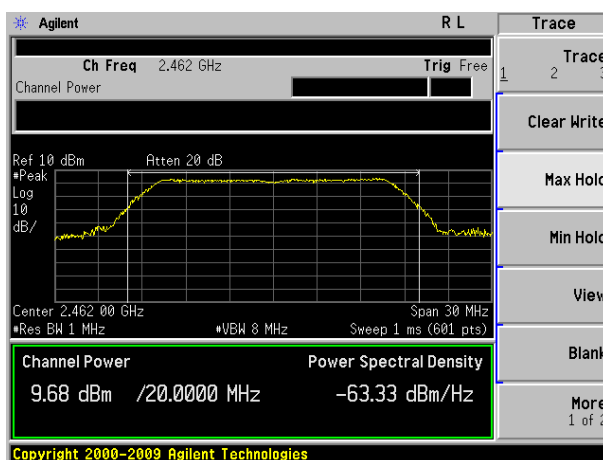 Agilent R L Trace
Ch Freq 2.462 GHz Trig Free
Channel Power
Trace
1 2
Clear Write
Max Hold
Min Hold
View
Blank
More
1 of 2
Ref 10 dBm Atten 20 dB
#Peak
Log
10
dB/
Center 2.462 00 GHz Span 30 MHz
#Res BW 1 MHz #VBW 8 MHz Sweep 1 ms (601 pts)
Channel Power Power Spectral Density
9.68 dBm /20.0000 MHz -63.33 dBm/Hz
Copyright 2000-2009 Agilent Technologies